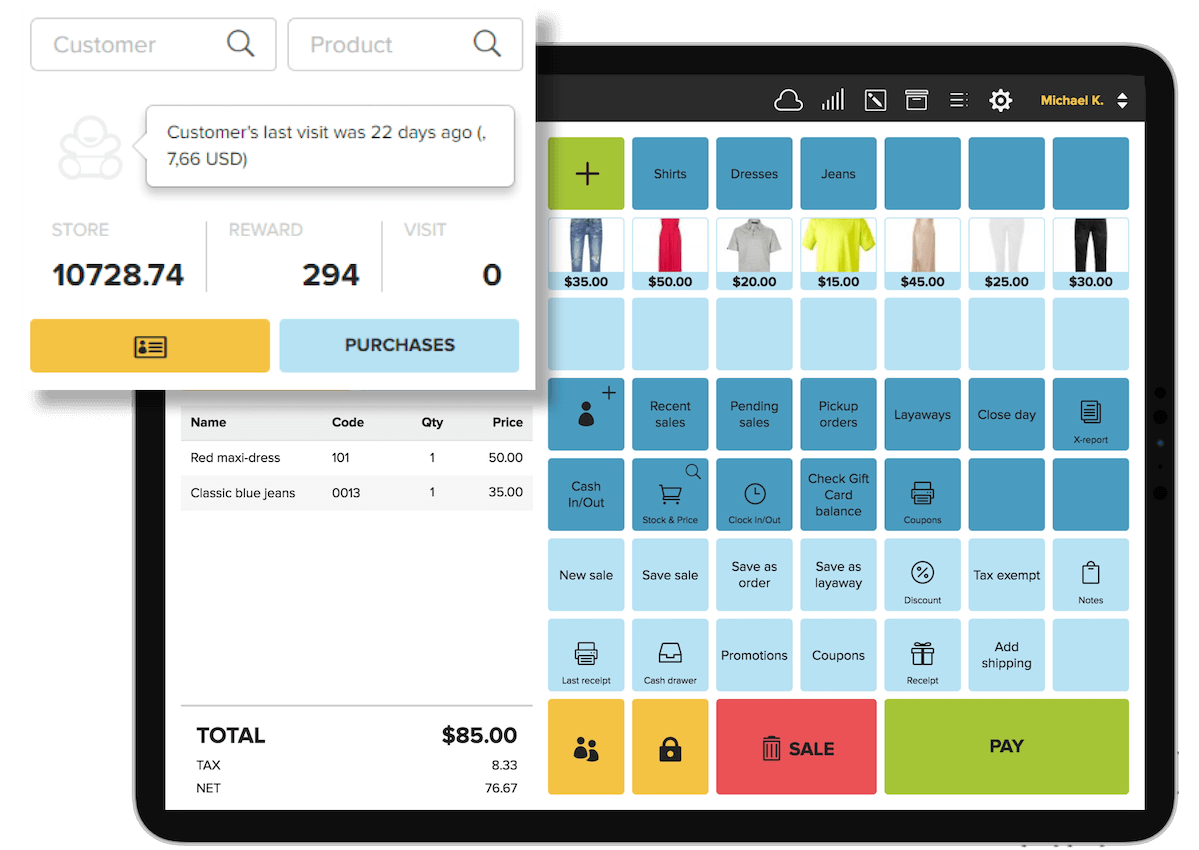 Customer
Product
Customer's last visit was 22 days ago (,
7,66 USD)
STORE
REWARD
VISIT
10728.74
294
0
PURCHASES
Michael K.
Shirts
Dresses
Jeans
$35.00
$50.00
$20.00
$15.00
$45.00
$25.00
$30.00
Recent
sales
Pending
sales
Pickup
orders
Layaways
Close day
X-report
Cash
In/Out
Stock & Price
Clock In/Out
Check Gift
Card
balance
Coupons
New sale
Save sale
Save as
order
Save as
layaway
Discount
Tax exempt
Notes
Last receipt
Cash drawer
Promotions
Coupons
Receipt
Add
shipping
SALE
PAY
Name Code Qty Price
Red maxi-dress 101 1 50.00
Classic blue jeans 0013 1 35.00
TOTAL $85.00
TAX 8.33
NET 76.67